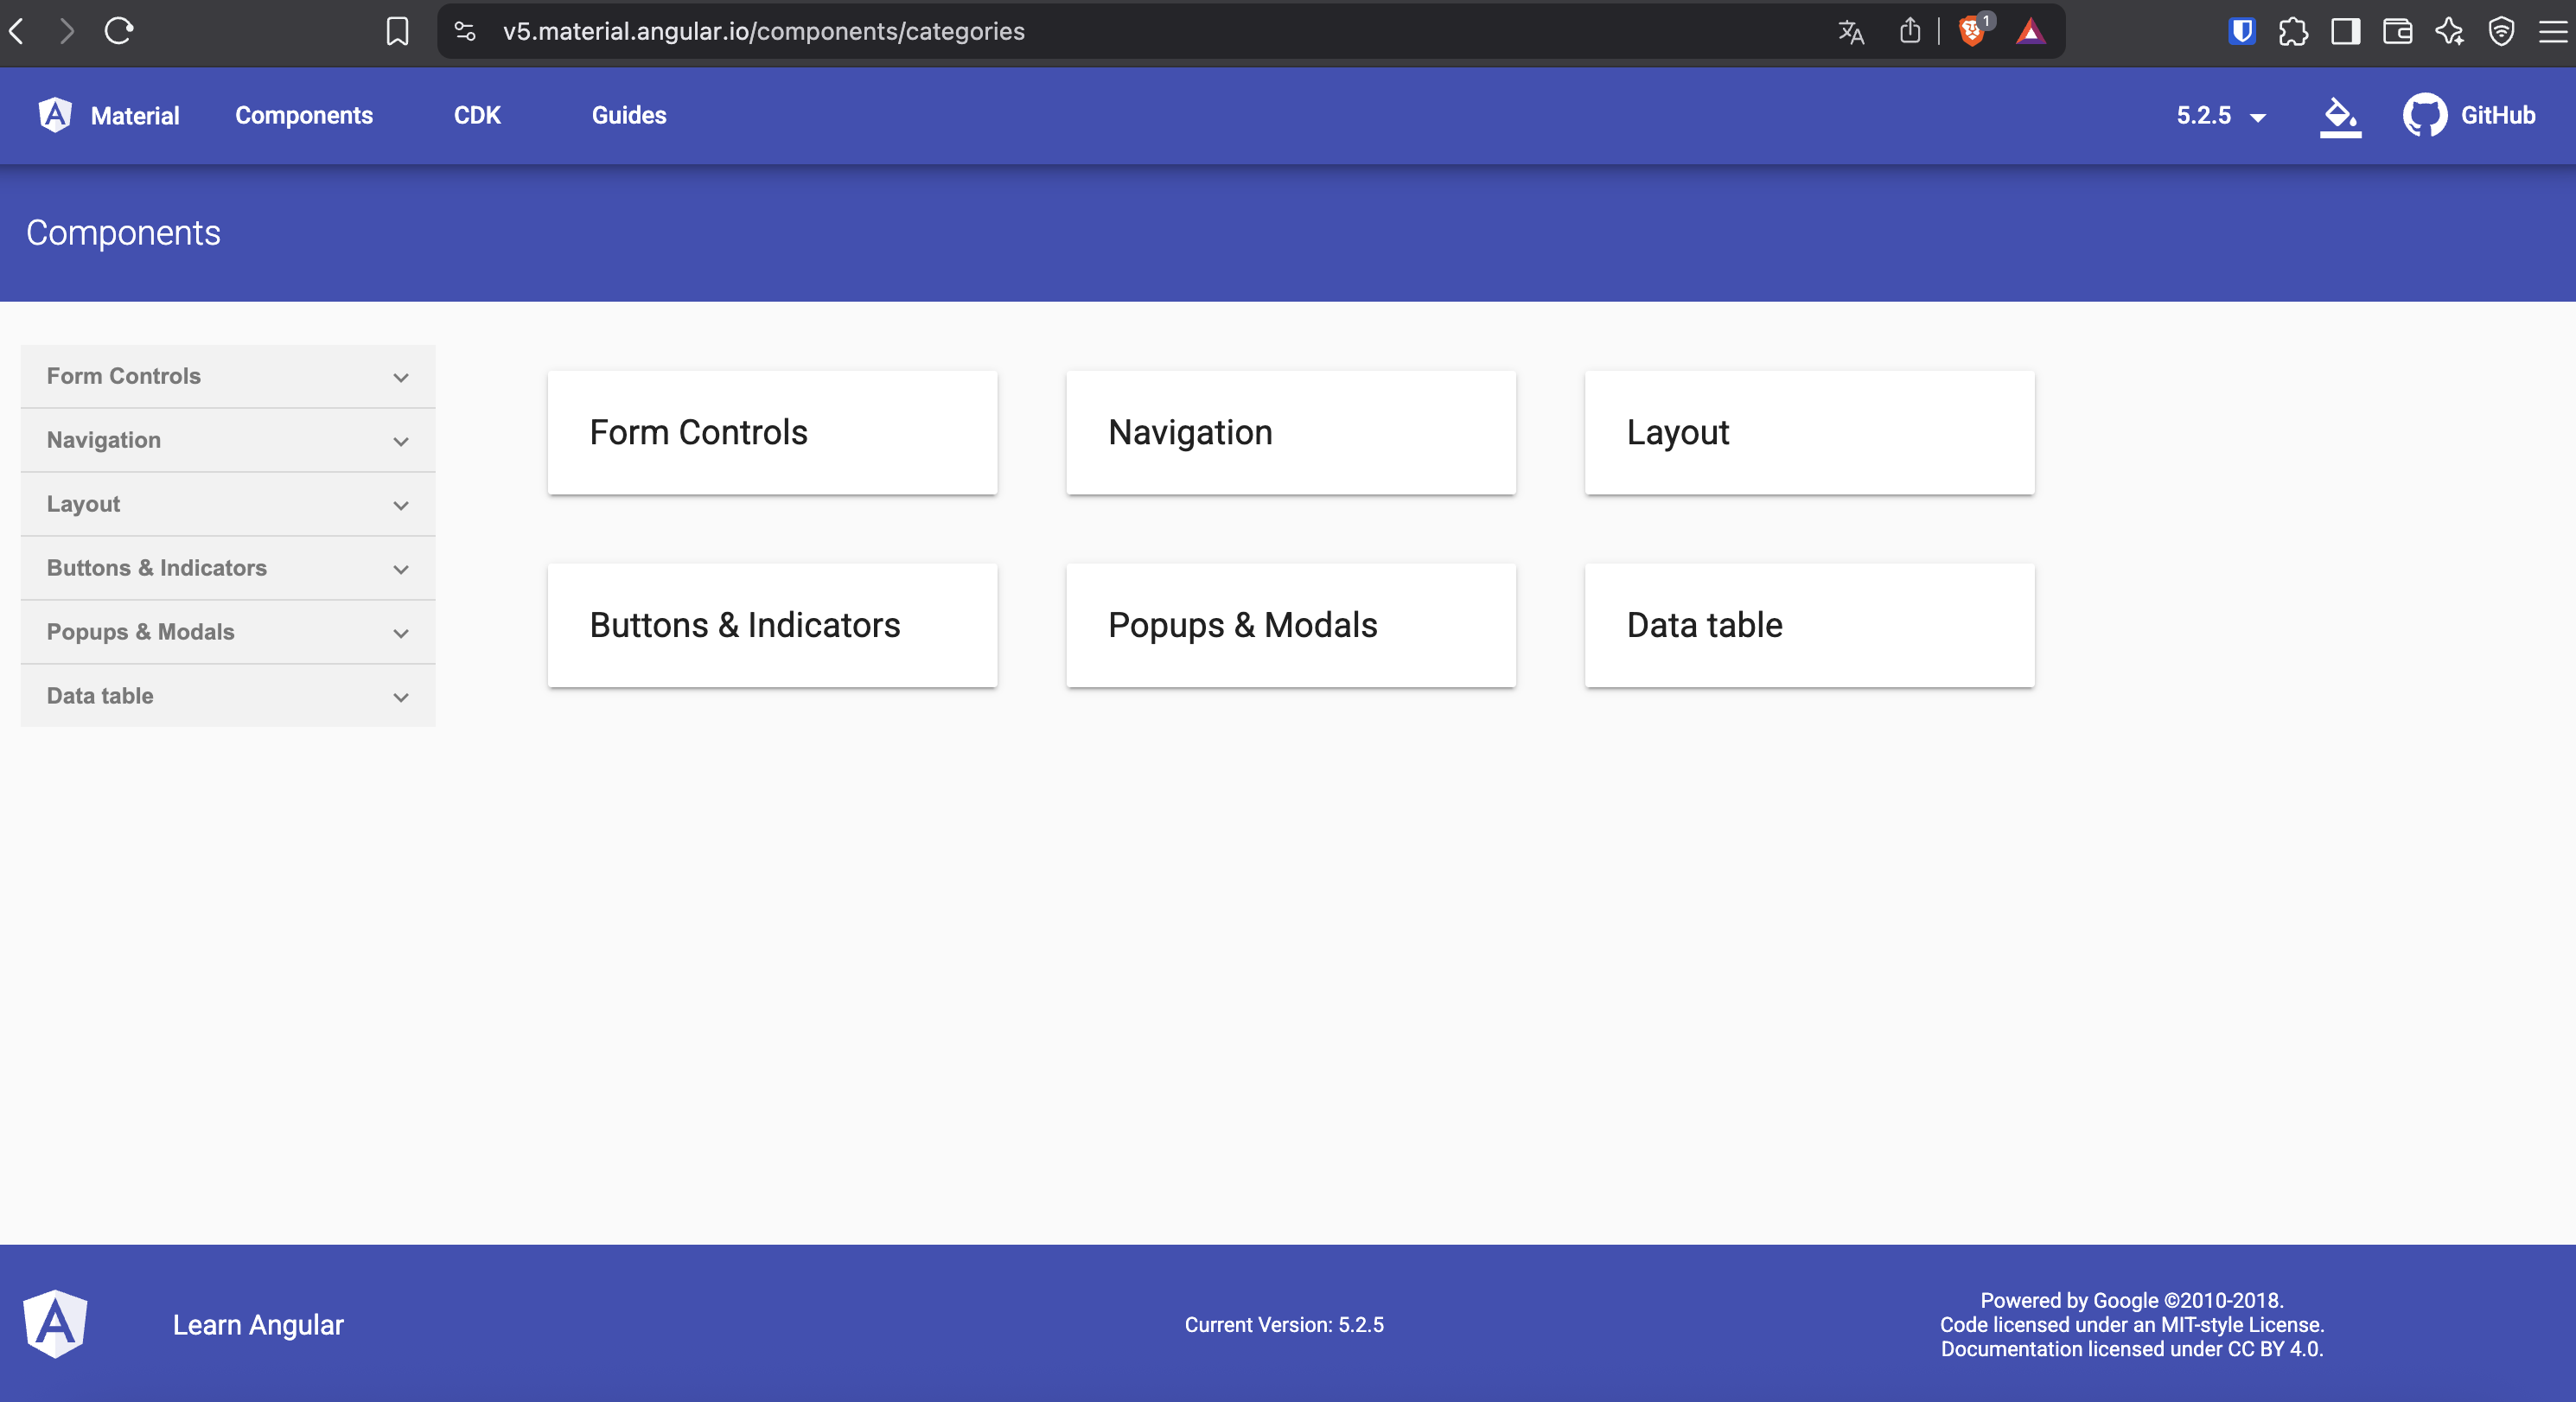 v5.material.angular.io/components/categories
1
Material
Components
CDK
Guides
5.2.5
GitHub
Components
Form Controls
Navigation
Layout
Buttons & Indicators
Popups & Modals
Data table
Form Controls
Navigation
Layout
Buttons & Indicators
Popups & Modals
Data table
Learn Angular
Current Version: 5.2.5
Powered by Google ©2010-2018.
Code licensed under an MIT-style License.
Documentation licensed under CC BY 4.0.